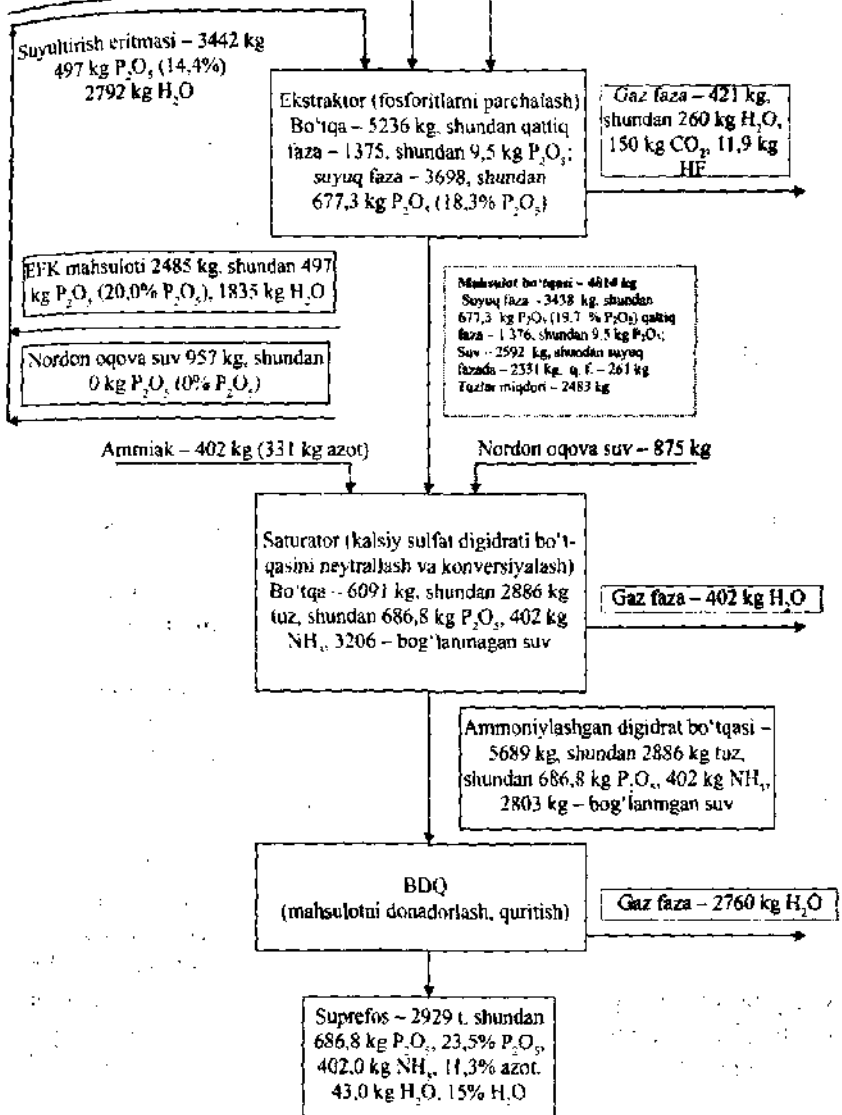 Suyultirish eritmasi – 3442 kg
497 kg P₂O₅ (14,4%)
2792 kg H₂O
Ekstraktor (fosforitlarni parchalash)
Bo‘tqa – 5236 kg, shundan qattiq
faza – 1375, shundan 9,5 kg P₂O₅;
suyuq faza – 3698, shundan
677,3 kg P₂O₅ (18,3% P₂O₅)
Gaz faza – 421 kg,
shundan 260 kg H₂O,
150 kg CO₂, 11,9 kg
HF
EFK mahsuloti 2485 kg, shundan 497
kg P₂O₅ (20,0% P₂O₅), 1835 kg H₂O
Mahsulot bo‘tqasi – 4814 kg
Suyuq faza – 3438 kg, shundan
677,3 kg P₂O₅ (19,7 % P₂O₅) qattiq
faza – 1 376, shundan 9,5 kg P₂O₅;
Suv – 2592 kg, shundan suyuq
fazada – 2331 kg, q. f. – 261 kg
Tuzlar miqdori – 2483 kg
Nordon oqova suv 957 kg, shundan
0 kg P₂O₅ (0% P₂O₅)
Ammiak – 402 kg (331 kg azot)
Nordon oqova suv – 875 kg
Saturator (kalsiy sulfat digidrati bo‘t-
qasini neytrallash va konversiyalash)
Bo‘tqa – 6091 kg, shundan 2886 kg
tuz, shundan 686,8 kg P₂O₅, 402 kg
NH₃, 3206 – bog‘lanmagan suv
Gaz faza – 402 kg H₂O
Ammoniylashgan digidrat bo‘tqasi –
5689 kg, shundan 2886 kg tuz,
shundan 686,8 kg P₂O₅, 402 kg NH₃,
2803 kg – bog‘lanmgan suv
BDQ
(mahsulotni donadorlash, quritish)
Gaz faza – 2760 kg H₂O
Suprefos – 2929 t. shundan
686,8 kg P₂O₅, 23,5% P₂O₅,
402.0 kg NH₃, 11,3% azot.
43,0 kg H₂O. 15% H₂O